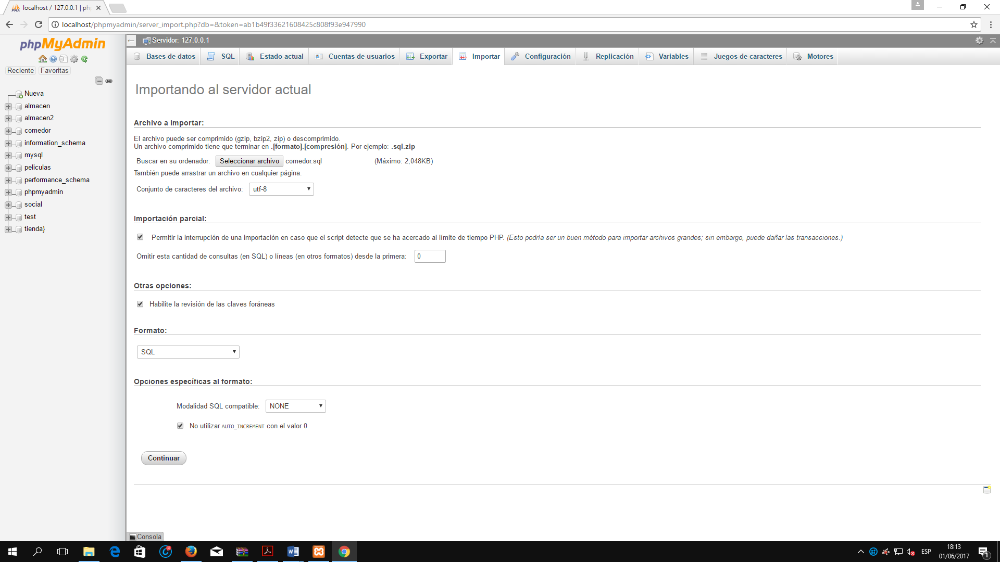 localhost / 127.0.0.1 | ph
localhost/phpmyadmin/server_import.php?db=&token=ab1b49f33621608425c808f93e947990
phpMyAdmin
Reciente Favoritas
Nueva
almacen
almacen2
comedor
information_schema
mysql
peliculas
performance_schema
phpmyadmin
social
test
tienda}
Servidor: 127.0.0.1
Bases de datos SQL Estado actual Cuentas de usuarios Exportar Importar Configuración Replicación Variables Juegos de caracteres Motores
Importando al servidor actual
Archivo a importar:
El archivo puede ser comprimido (gzip, bzip2, zip) o descomprimido.
Un archivo comprimido tiene que terminar en .[formato].[compresión]. Por ejemplo: .sql.zip
Buscar en su ordenador: Seleccionar archivo comedor.sql (Máximo: 2,048KB)
También puede arrastrar un archivo en cualquier página.
Conjunto de caracteres del archivo: utf-8
Importación parcial:
Permitir la interrupción de una importación en caso que el script detecte que se ha acercado al límite de tiempo PHP. (Esto podría ser un buen método para importar archivos grandes; sin embargo, puede dañar las transacciones.)
Omitir esta cantidad de consultas (en SQL) o líneas (en otros formatos) desde la primera: 0
Otras opciones:
Habilite la revisión de las claves foráneas
Formato:
SQL
Opciones específicas al formato:
Modalidad SQL compatible: NONE
No utilizar AUTO_INCREMENT con el valor 0
Continuar
Consola
ESP
18:13
01/06/2017
1